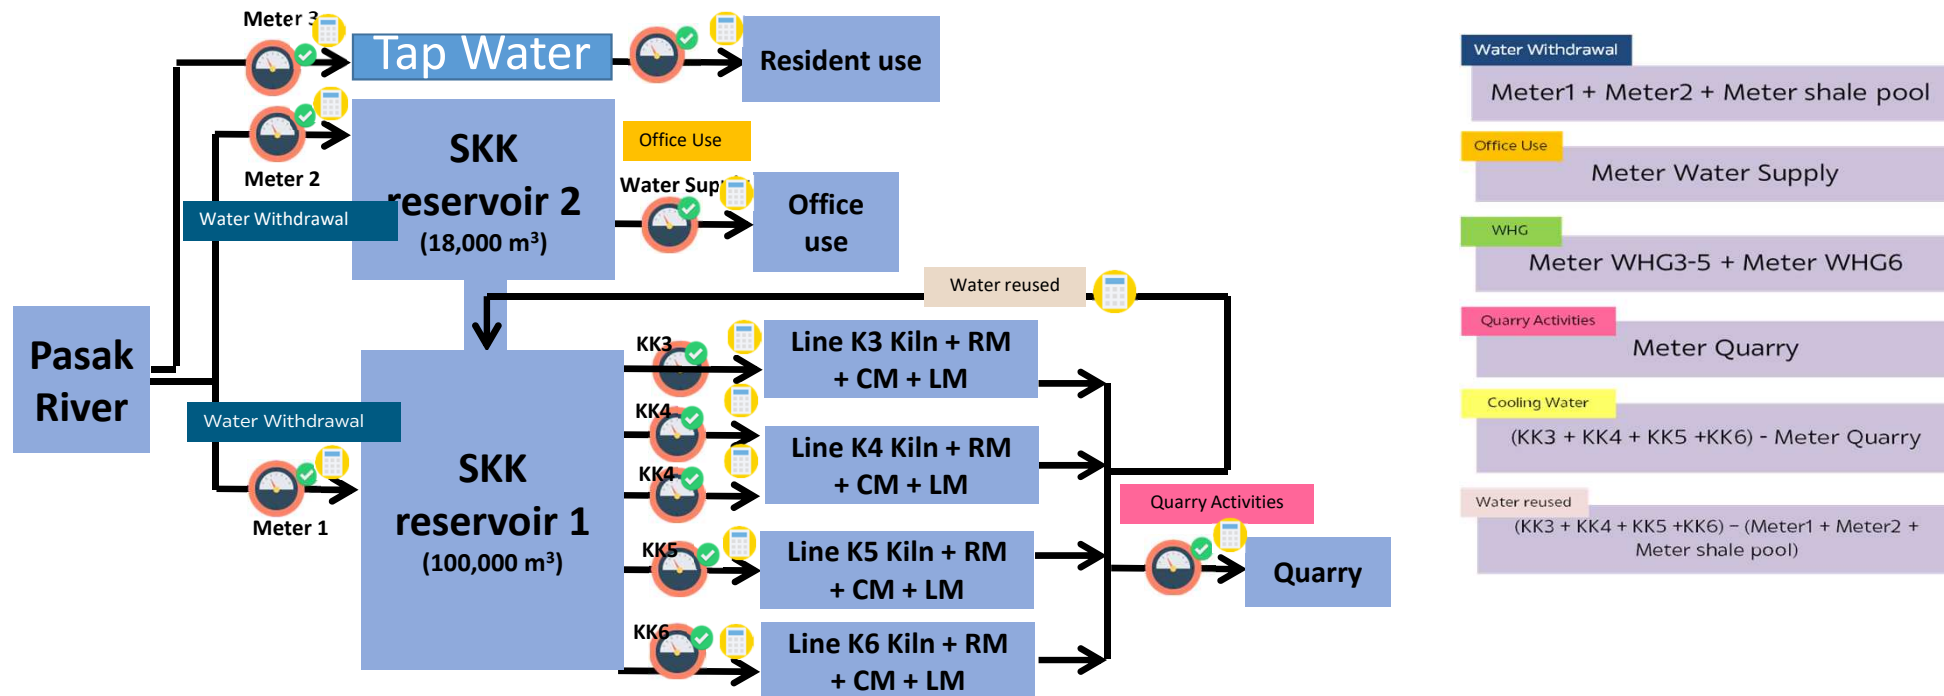 Meter 3
Tap Water
Resident use
Meter 2
SKK
reservoir 2
(18,000 m³)
Office Use
Water Supply
Office
use
Water Withdrawal
Water reused
Pasak
River
Water Withdrawal
Meter 1
SKK
reservoir 1
(100,000 m³)
KK3
Line K3 Kiln + RM
+ CM + LM
KK4
Line K4 Kiln + RM
+ CM + LM
KK4
KK5
Line K5 Kiln + RM
+ CM + LM
KK6
Line K6 Kiln + RM
+ CM + LM
Quarry Activities
Quarry
Water Withdrawal
Meter1 + Meter2 + Meter shale pool
Office Use
Meter Water Supply
WHG
Meter WHG3-5 + Meter WHG6
Quarry Activities
Meter Quarry
Cooling Water
(KK3 + KK4 + KK5 +KK6) - Meter Quarry
Water reused
(KK3 + KK4 + KK5 +KK6) – (Meter1 + Meter2 +
Meter shale pool)